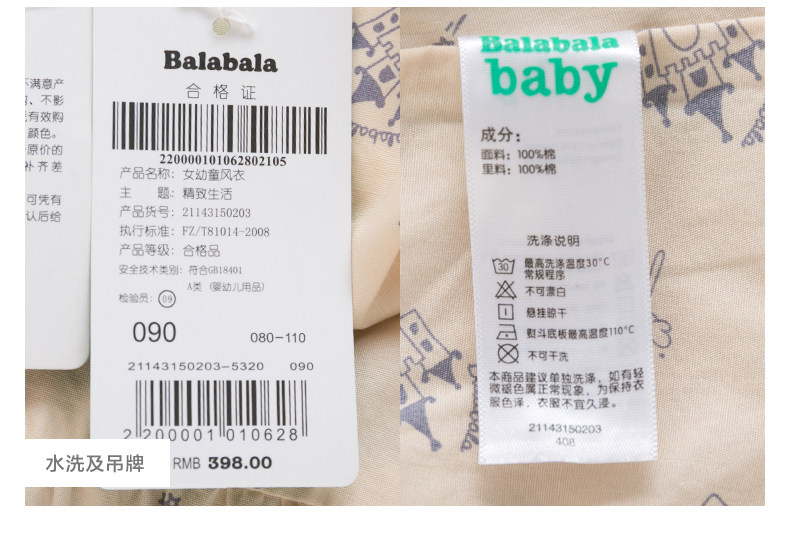 不满意产
、不影
有效购
颜色。
原价的
补齐差
可凭有
认后给
Balabala
合格证
220000101062802105
产品名称: 女幼童风衣
主 题: 精致生活
产品货号: 21143150203
执行标准: FZ/T81014-2008
产品等级: 合格品
安全技术类别: 符合GB18401
A类 (婴幼儿用品)
检验员: 09
090 080-110
21143150203-5320 090
2 200001 010628
RMB 398.00
水洗及吊牌
Balabala
baby
成分:
面料: 100%棉
里料: 100%棉
洗涤说明
30 最高洗涤温度30°C
常规程序
不可漂白
悬挂晾干
熨斗底板最高温度110°C
不可干洗
本商品建议单独洗涤, 如有轻
微褪色属正常现象, 为保持衣
服色泽, 衣服不宜久浸。
21143150203
408
Balabala
balabala